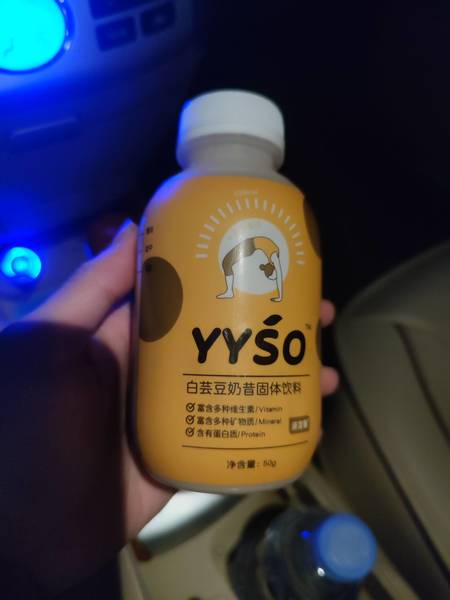 YYSO™
白芸豆奶昔固体饮料
富含多种维生素/Vitamin
富含多种矿物质/Mineral
含有蛋白质/Protein
净含量: 50g